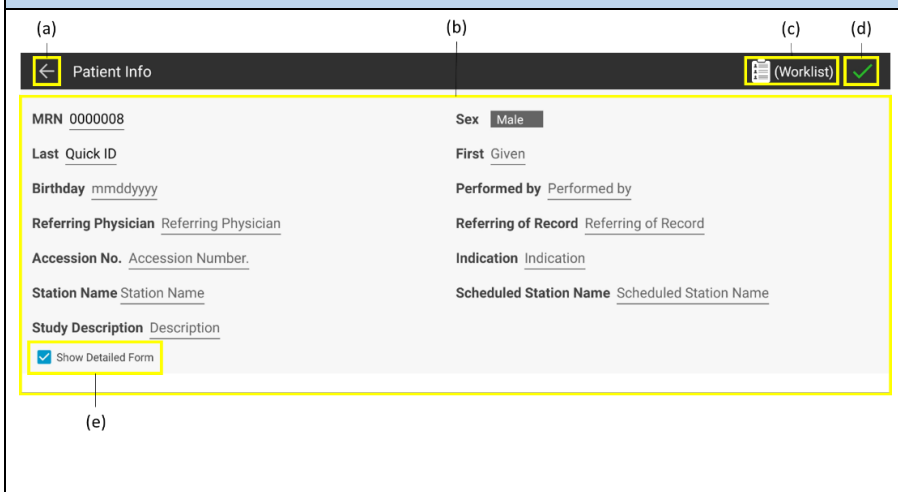 (a) (b) (c) (d)
Patient Info (Worklist)
MRN 0000008 Sex Male
Last Quick ID First Given
Birthday mmddyyyy Performed by Performed by
Referring Physician Referring Physician Referring of Record Referring of Record
Accession No. Accession Number. Indication Indication
Station Name Station Name Scheduled Station Name Scheduled Station Name
Study Description Description
Show Detailed Form
(e)